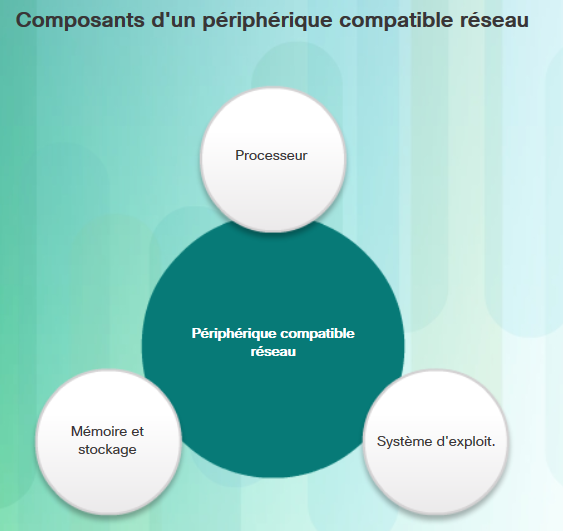 Composants d'un périphérique compatible réseau
Processeur
Périphérique compatible
réseau
Mémoire et
stockage
Système d'exploit.